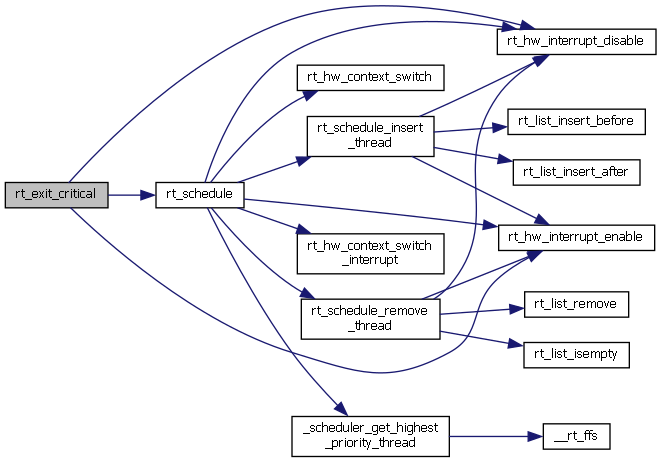 rt_hw_interrupt_disable
rt_hw_context_switch
rt_schedule_insert
_thread
rt_list_insert_before
rt_list_insert_after
rt_exit_critical
rt_schedule
rt_hw_interrupt_enable
rt_hw_context_switch
_interrupt
rt_schedule_remove
_thread
rt_list_remove
rt_list_isempty
_scheduler_get_highest
_priority_thread
__rt_ffs